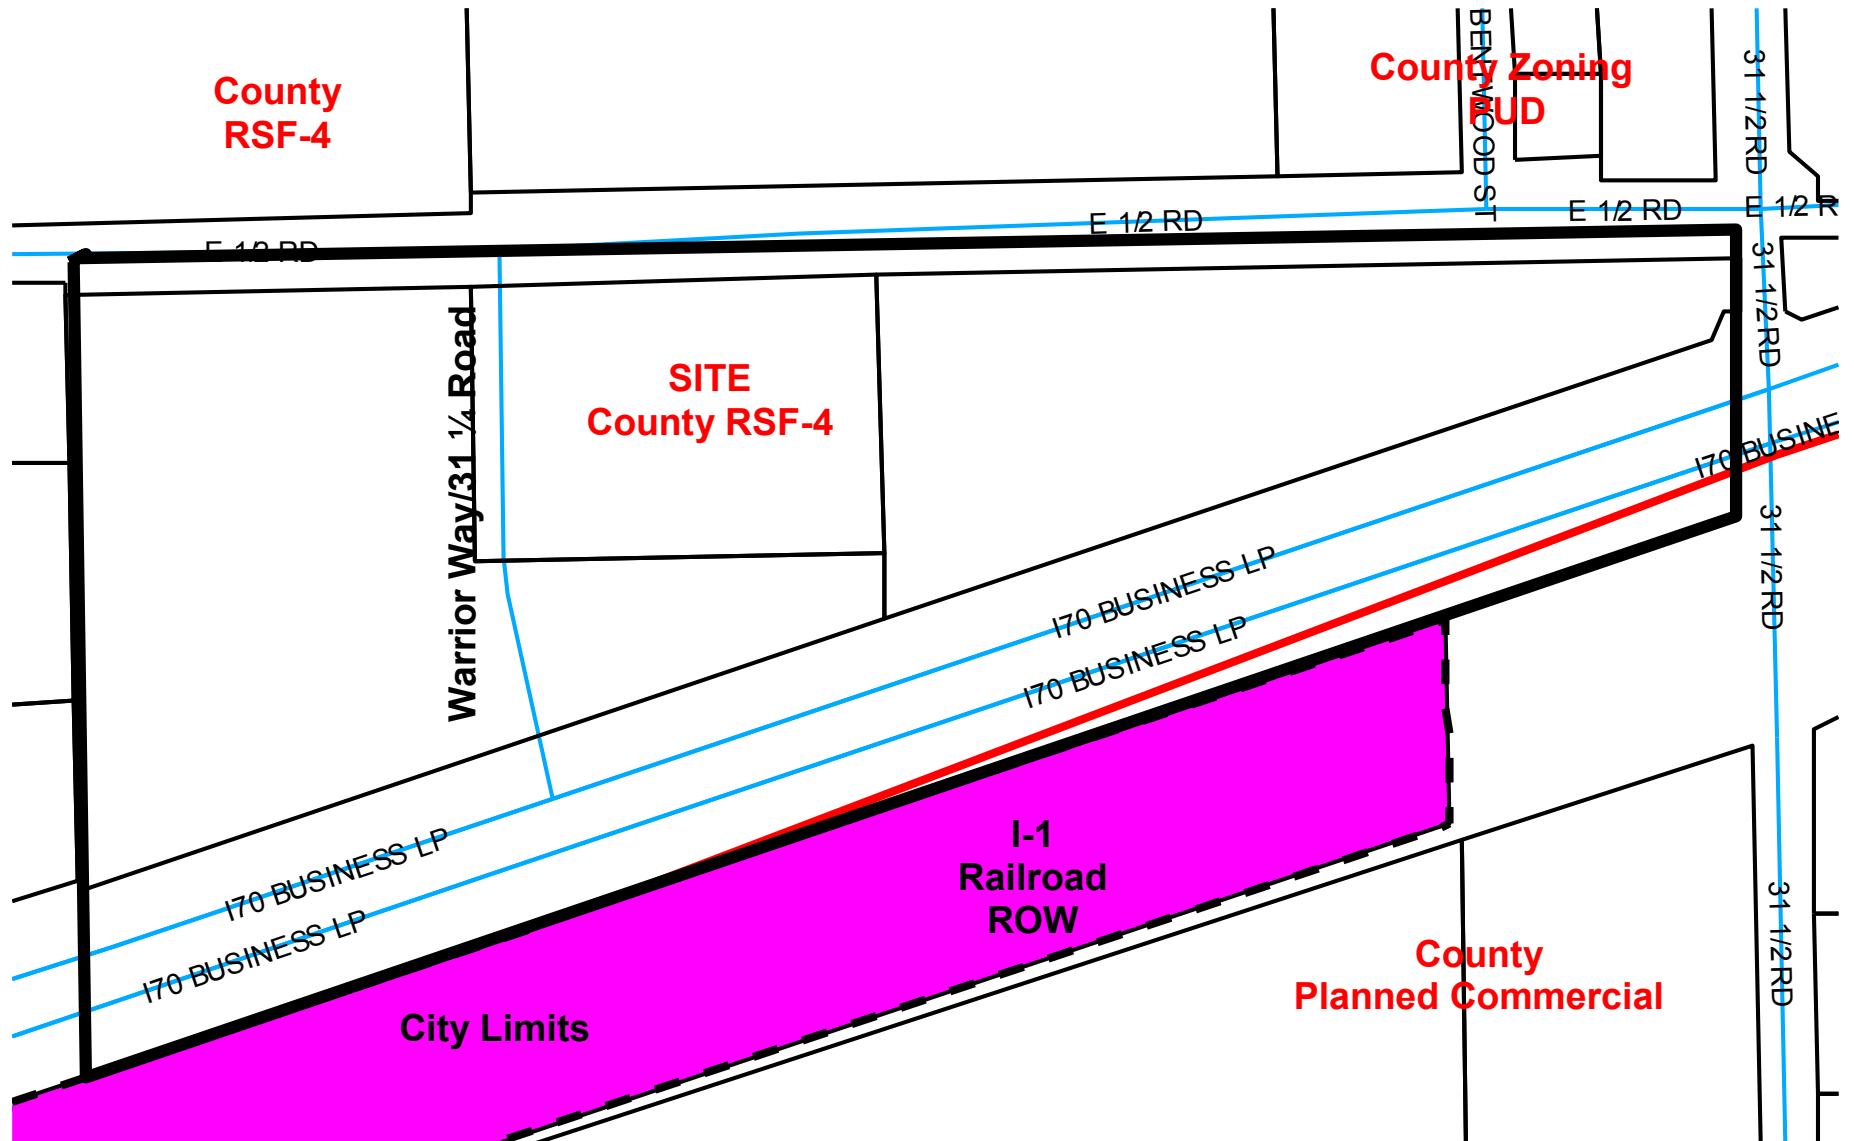 County
RSF-4
County Zoning
PUD
BENTWOOD ST
31 1/2 RD
E 1/2 RD
E 1/2 RD
E 1/2 RD
E 1/2 R
31 1/2 RD
Warrior Way/31 ¼ Road
SITE
County RSF-4
I70 BUSINE
31 1/2 RD
I70 BUSINESS LP
I70 BUSINESS LP
I70 BUSINESS LP
I70 BUSINESS LP
I-1
Railroad
ROW
31 1/2 RD
County
Planned Commercial
City Limits